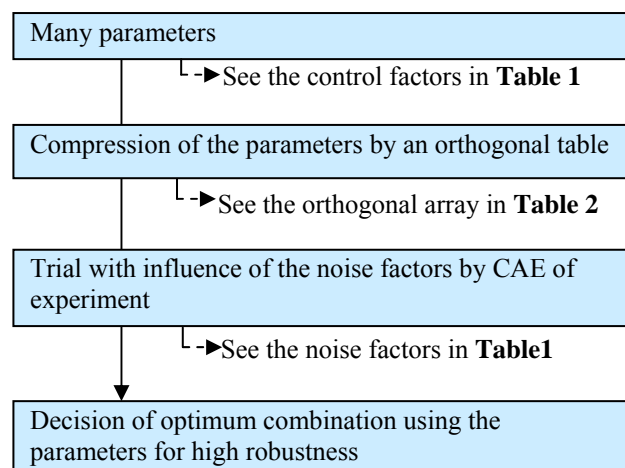 Many parameters
See the control factors in Table 1
Compression of the parameters by an orthogonal table
See the orthogonal array in Table 2
Trial with influence of the noise factors by CAE of
experiment
See the noise factors in Table1
Decision of optimum combination using the
parameters for high robustness